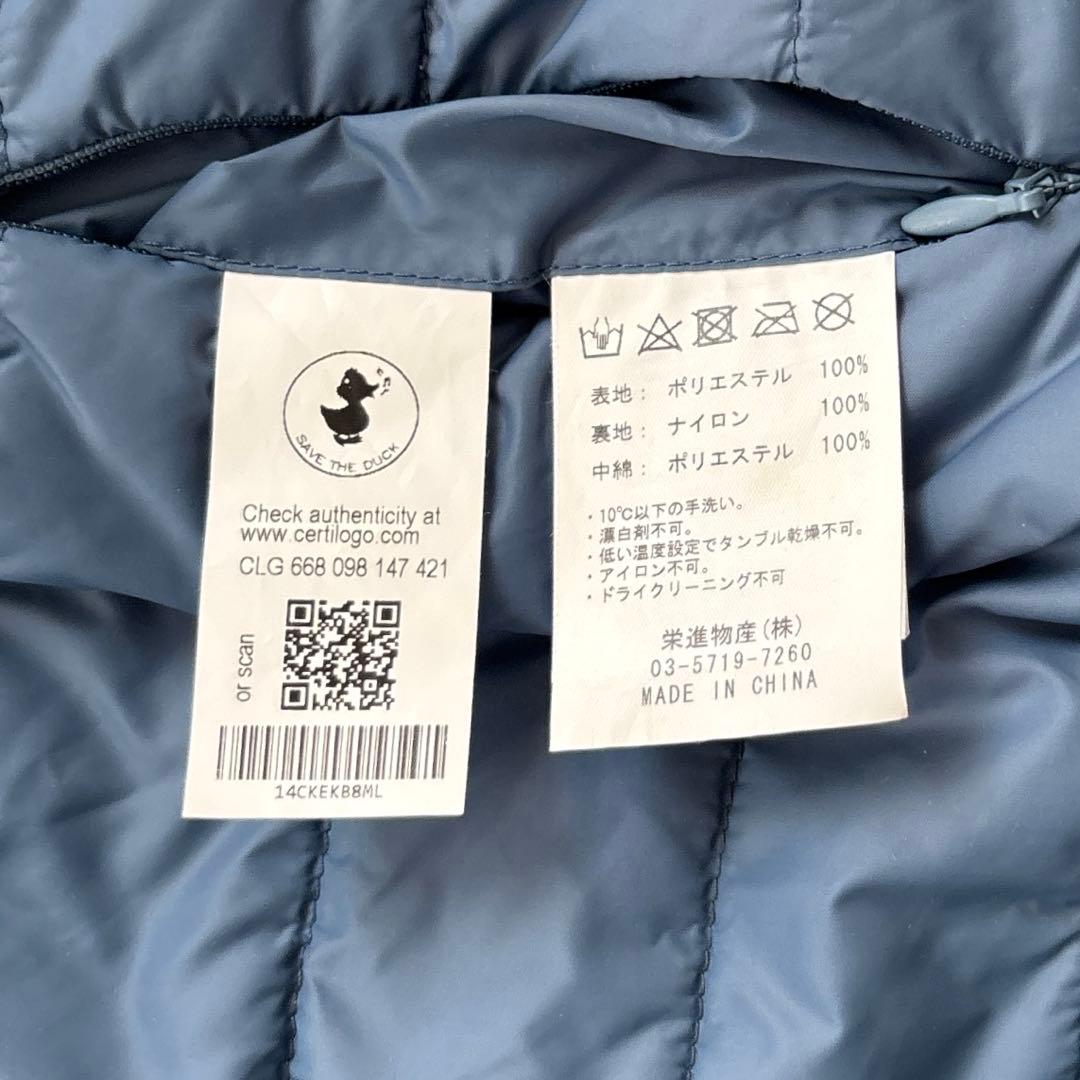 SAVE THE DUCK
Check authenticity at
www.certilogo.com
CLG 668 098 147 421
or scan
14CKEKB8ML
表地： ポリエステル 100%
裏地： ナイロン 100%
中綿： ポリエステル 100%
・10℃以下の手洗い。
・漂白剤不可。
・低い温度設定でタンブル乾燥不可。
・アイロン不可。
・ドライクリーニング不可
栄進物産(株)
03-5719-7260
MADE IN CHINA